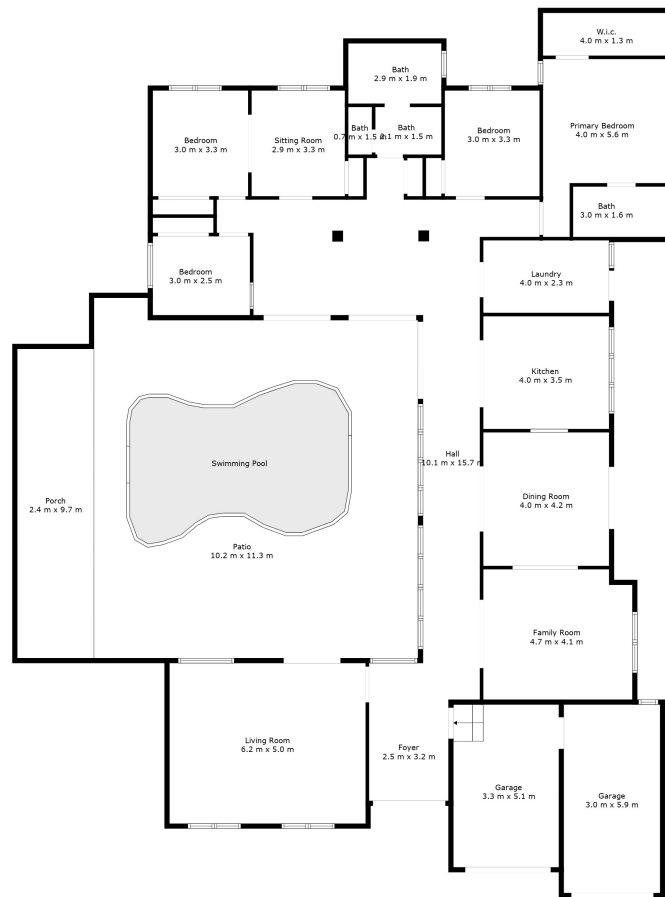 W.i.c.
4.0 m x 1.3 m
Bath
2.9 m x 1.9 m
Bedroom
3.0 m x 3.3 m
Sitting Room
2.9 m x 3.3 m
Bath
0.7 m x 1.5 m
Bath
2.1 m x 1.5 m
Bedroom
3.0 m x 3.3 m
Primary Bedroom
4.0 m x 5.6 m
Bath
3.0 m x 1.6 m
Bedroom
3.0 m x 2.5 m
Laundry
4.0 m x 2.3 m
Kitchen
4.0 m x 3.5 m
Swimming Pool
Hall
10.1 m x 15.7 m
Porch
2.4 m x 9.7 m
Dining Room
4.0 m x 4.2 m
Patio
10.2 m x 11.3 m
Family Room
4.7 m x 4.1 m
Living Room
6.2 m x 5.0 m
Foyer
2.5 m x 3.2 m
Garage
3.3 m x 5.1 m
Garage
3.0 m x 5.9 m